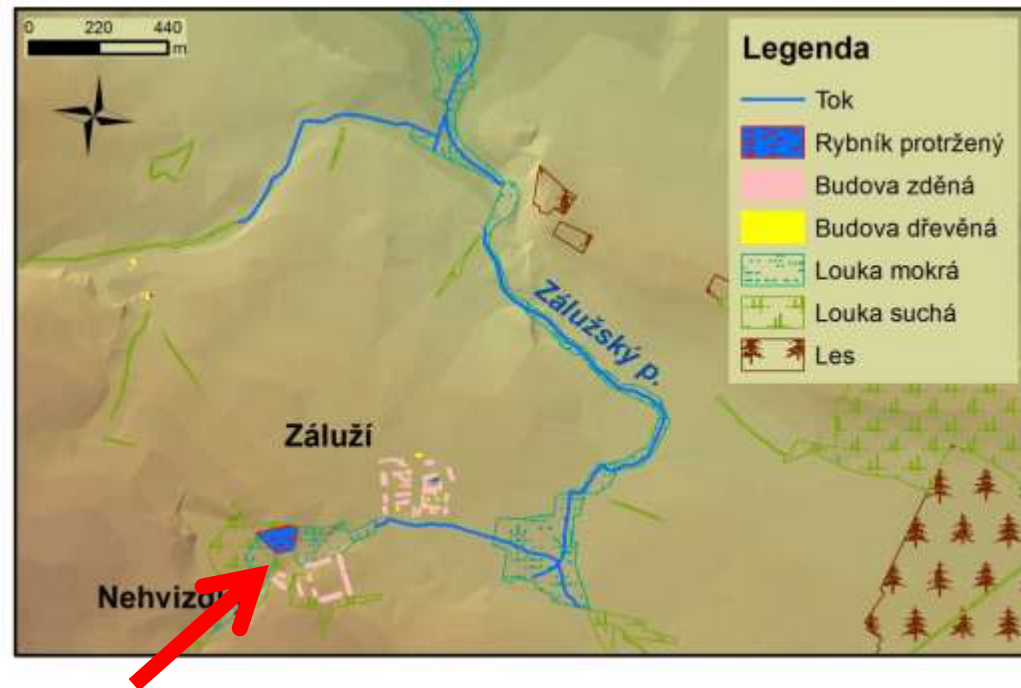 0 220 440
m
Legenda
Tok
Rybník protržený
Budova zděná
Budova dřevěná
Louka mokrá
Louka suchá
Les
Zálužský p.
Záluží